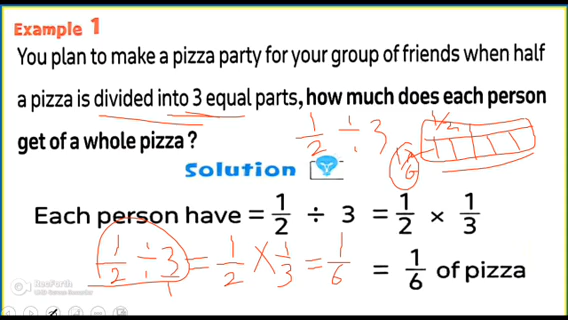 Example 1
You plan to make a pizza party for your group of friends when half
a pizza is divided into 3 equal parts, how much does each person
get of a whole pizza ?
1/2 ÷ 3
1/2
1/6
Solution
Each person have = 1/2 ÷ 3 = 1/2 × 1/3
1/2 ÷ 3 = 1/2 × 1/3 = 1/6
= 1/6 of pizza